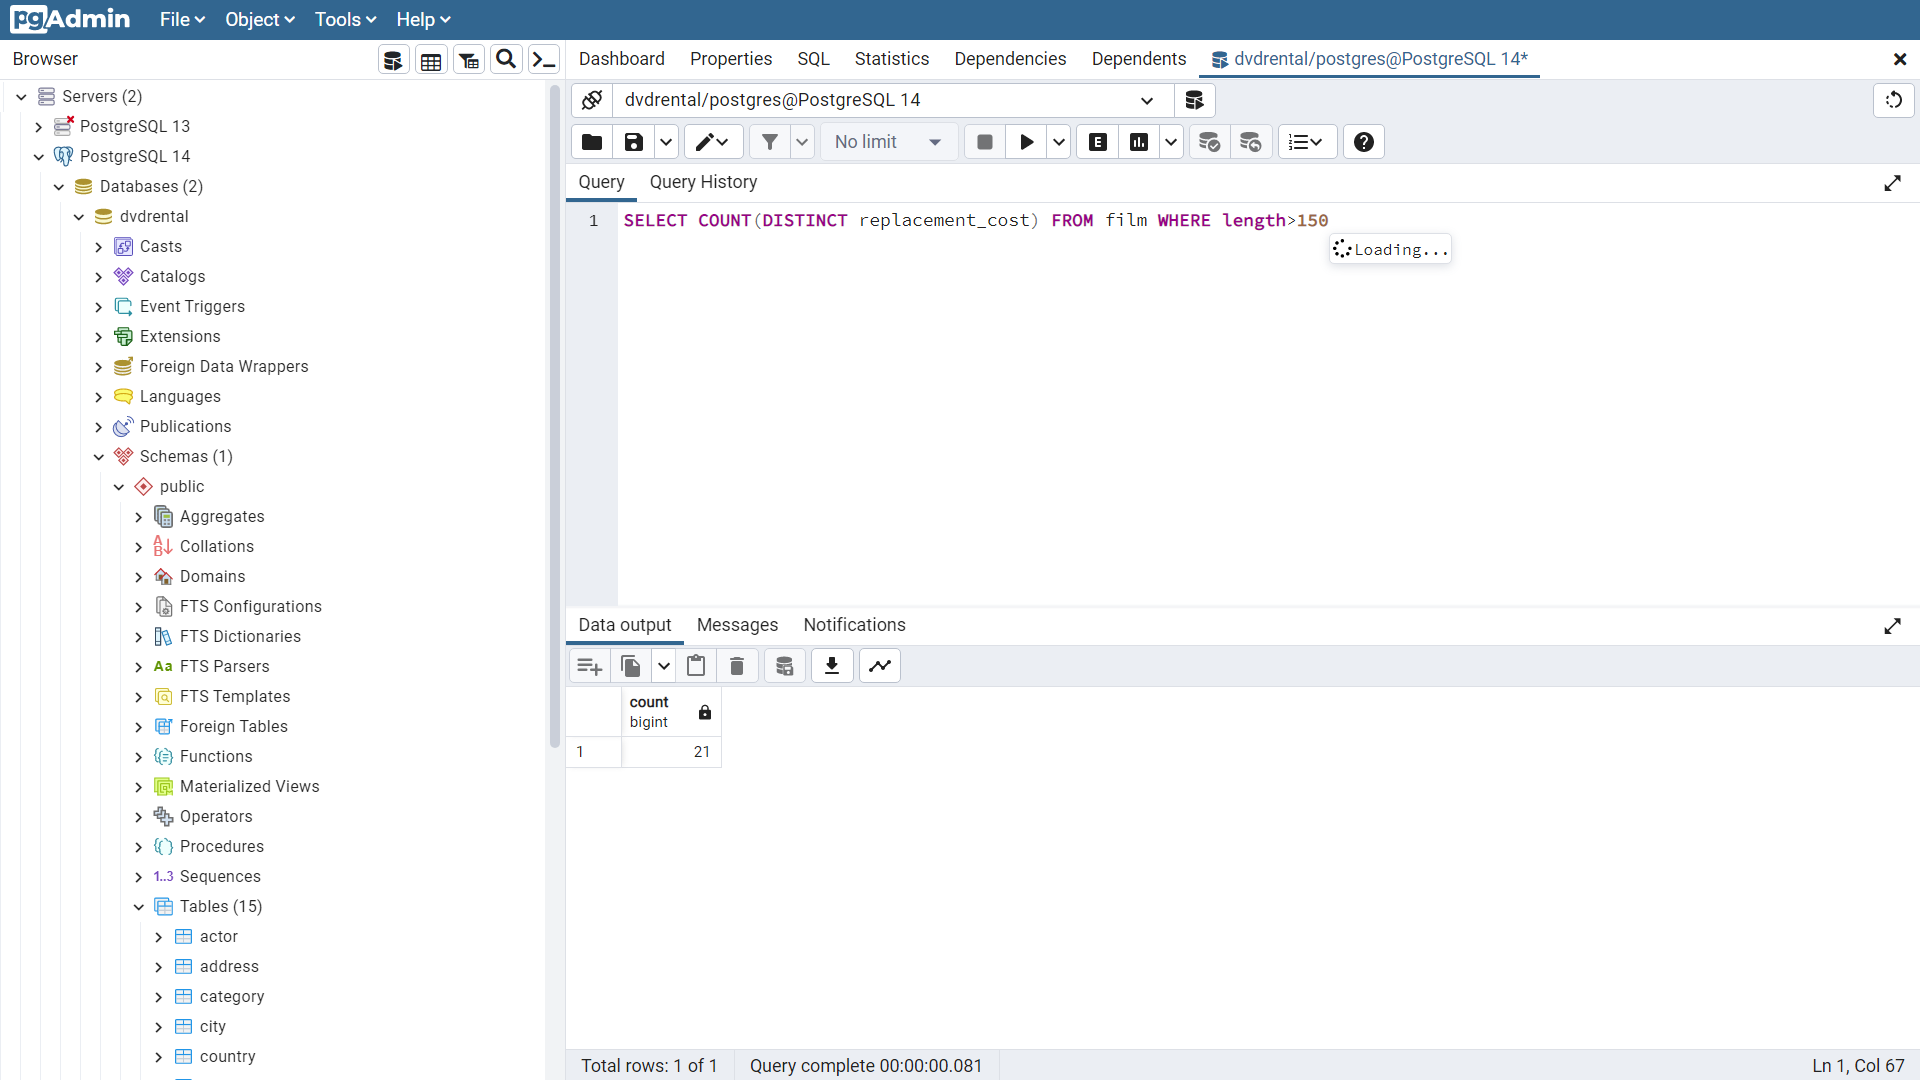 pgAdmin File Object Tools Help
Browser
Dashboard Properties SQL Statistics Dependencies Dependents dvdrental/postgres@PostgreSQL 14*
Servers (2)
PostgreSQL 13
PostgreSQL 14
Databases (2)
dvdrental
Casts
Catalogs
Event Triggers
Extensions
Foreign Data Wrappers
Languages
Publications
Schemas (1)
public
Aggregates
Collations
Domains
FTS Configurations
FTS Dictionaries
Aa FTS Parsers
FTS Templates
Foreign Tables
Functions
Materialized Views
Operators
Procedures
1..3 Sequences
Tables (15)
actor
address
category
city
country
dvdrental/postgres@PostgreSQL 14
No limit E
Query Query History
1 SELECT COUNT(DISTINCT replacement_cost) FROM film WHERE length>150
Loading...
Data output Messages Notifications
count
bigint
1 21
Total rows: 1 of 1 Query complete 00:00:00.081 Ln 1, Col 67